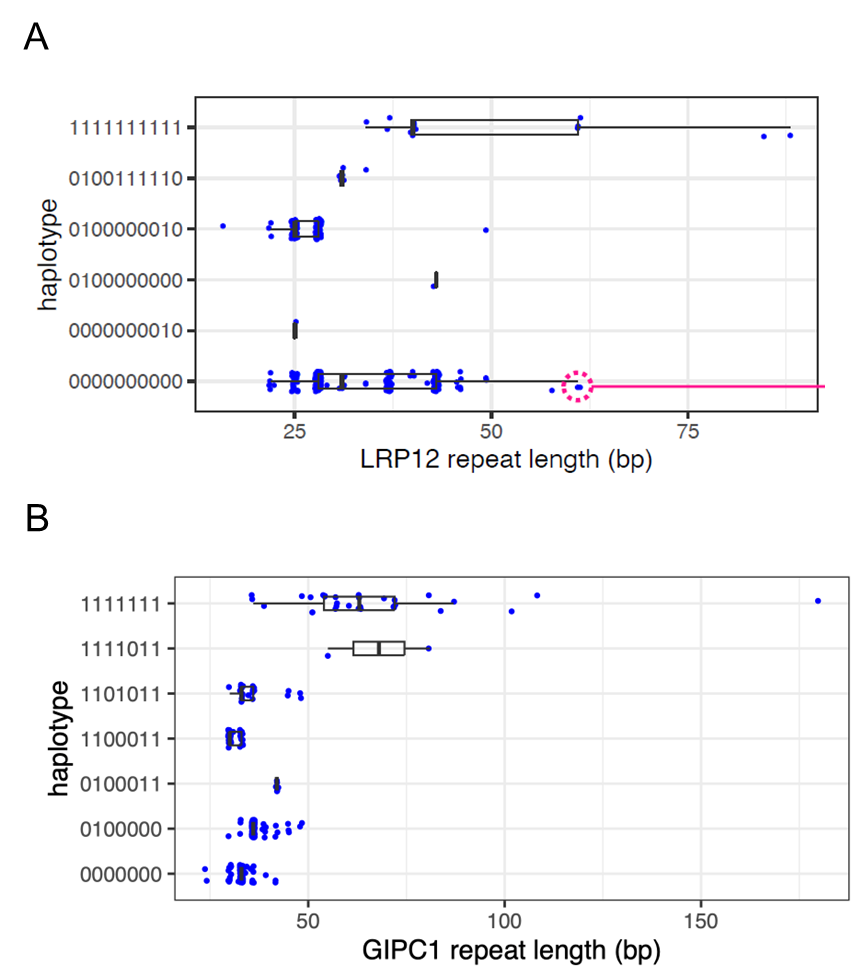 A
haplotype
1111111111
0100111110
0100000010
0100000000
0000000010
0000000000
25 50 75
LRP12 repeat length (bp)
B
haplotype
1111111
1111011
1101011
1100011
0100011
0100000
0000000
50 100 150
GIPC1 repeat length (bp)